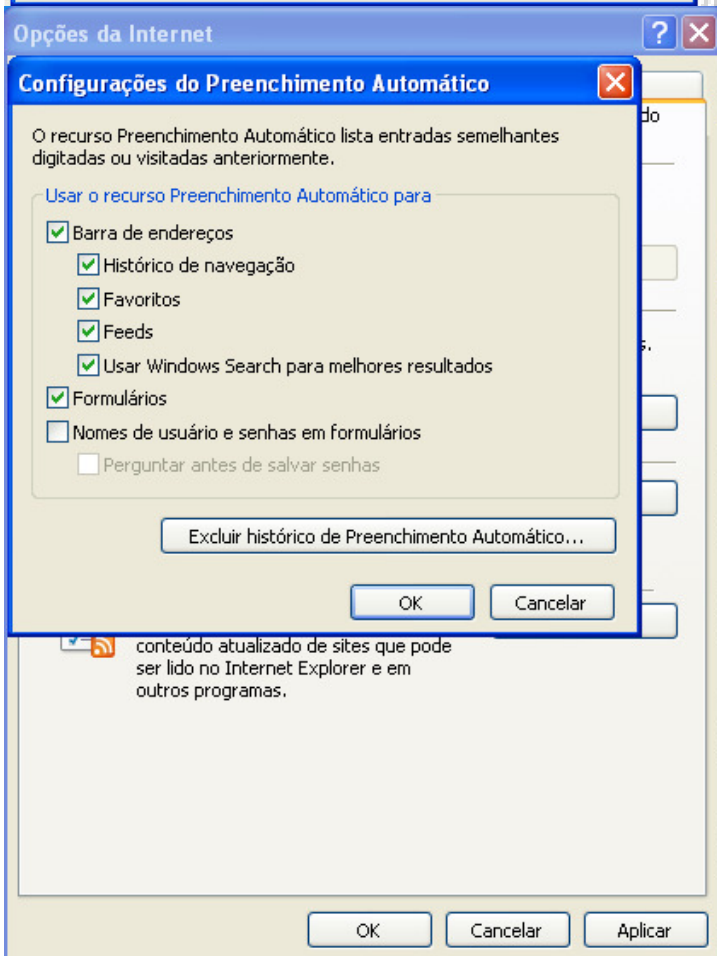 Opções da Internet
Configurações do Preenchimento Automático
do
O recurso Preenchimento Automático lista entradas semelhantes
digitadas ou visitadas anteriormente.
Usar o recurso Preenchimento Automático para
Barra de endereços
Histórico de navegação
Favoritos
Feeds
s.
Usar Windows Search para melhores resultados
Formulários
Nomes de usuário e senhas em formulários
Perguntar antes de salvar senhas
Excluir histórico de Preenchimento Automático...
OK Cancelar
conteúdo atualizado de sites que pode
ser lido no Internet Explorer e em
outros programas.
OK Cancelar Aplicar